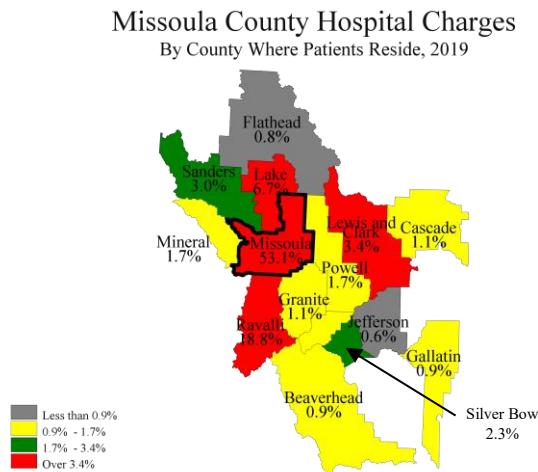 Missoula County Hospital Charges
By County Where Patients Reside, 2019
Flathead
0.8%
Sanders
3.0%
Lake
6.7%
Lewis and
Clark
3.4%
Cascade
1.1%
Mineral
1.7%
Missoula
53.1%
Powell
1.7%
Granite
1.1%
Ravalli
18.8%
Jefferson
0.6%
Gallatin
0.9%
Beaverhead
0.9%
Silver Bow
2.3%
Less than 0.9%
0.9% - 1.7%
1.7% - 3.4%
Over 3.4%